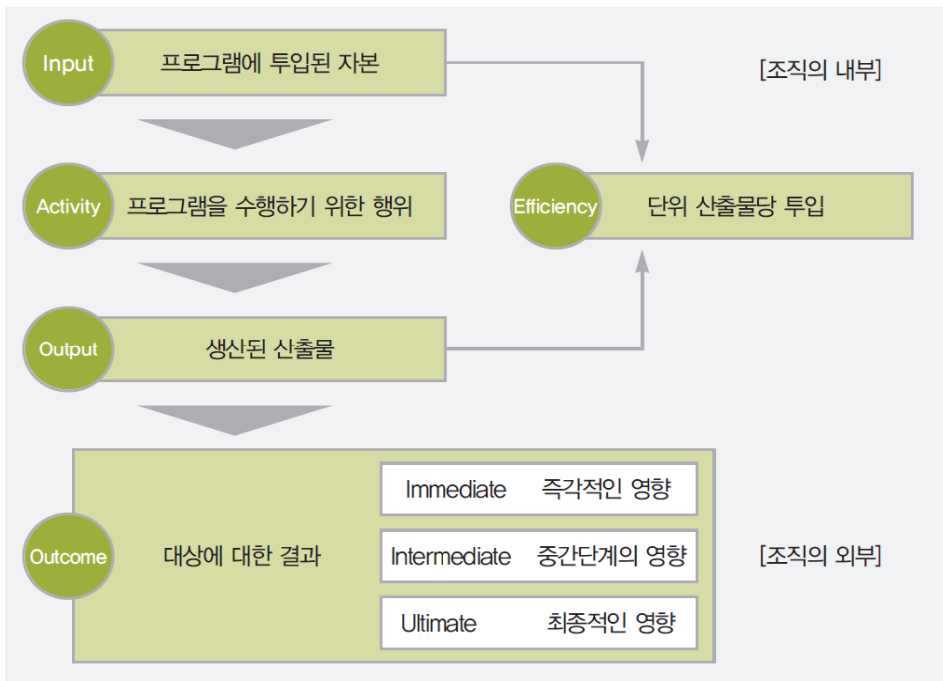 Input 프로그램에 투입된 자본
[조직의 내부]
Activity 프로그램을 수행하기 위한 행위
Efficiency 단위 산출물당 투입
Output 생산된 산출물
Outcome 대상에 대한 결과
Immediate 즉각적인 영향
Intermediate 중간단계의 영향
Ultimate 최종적인 영향
[조직의 외부]